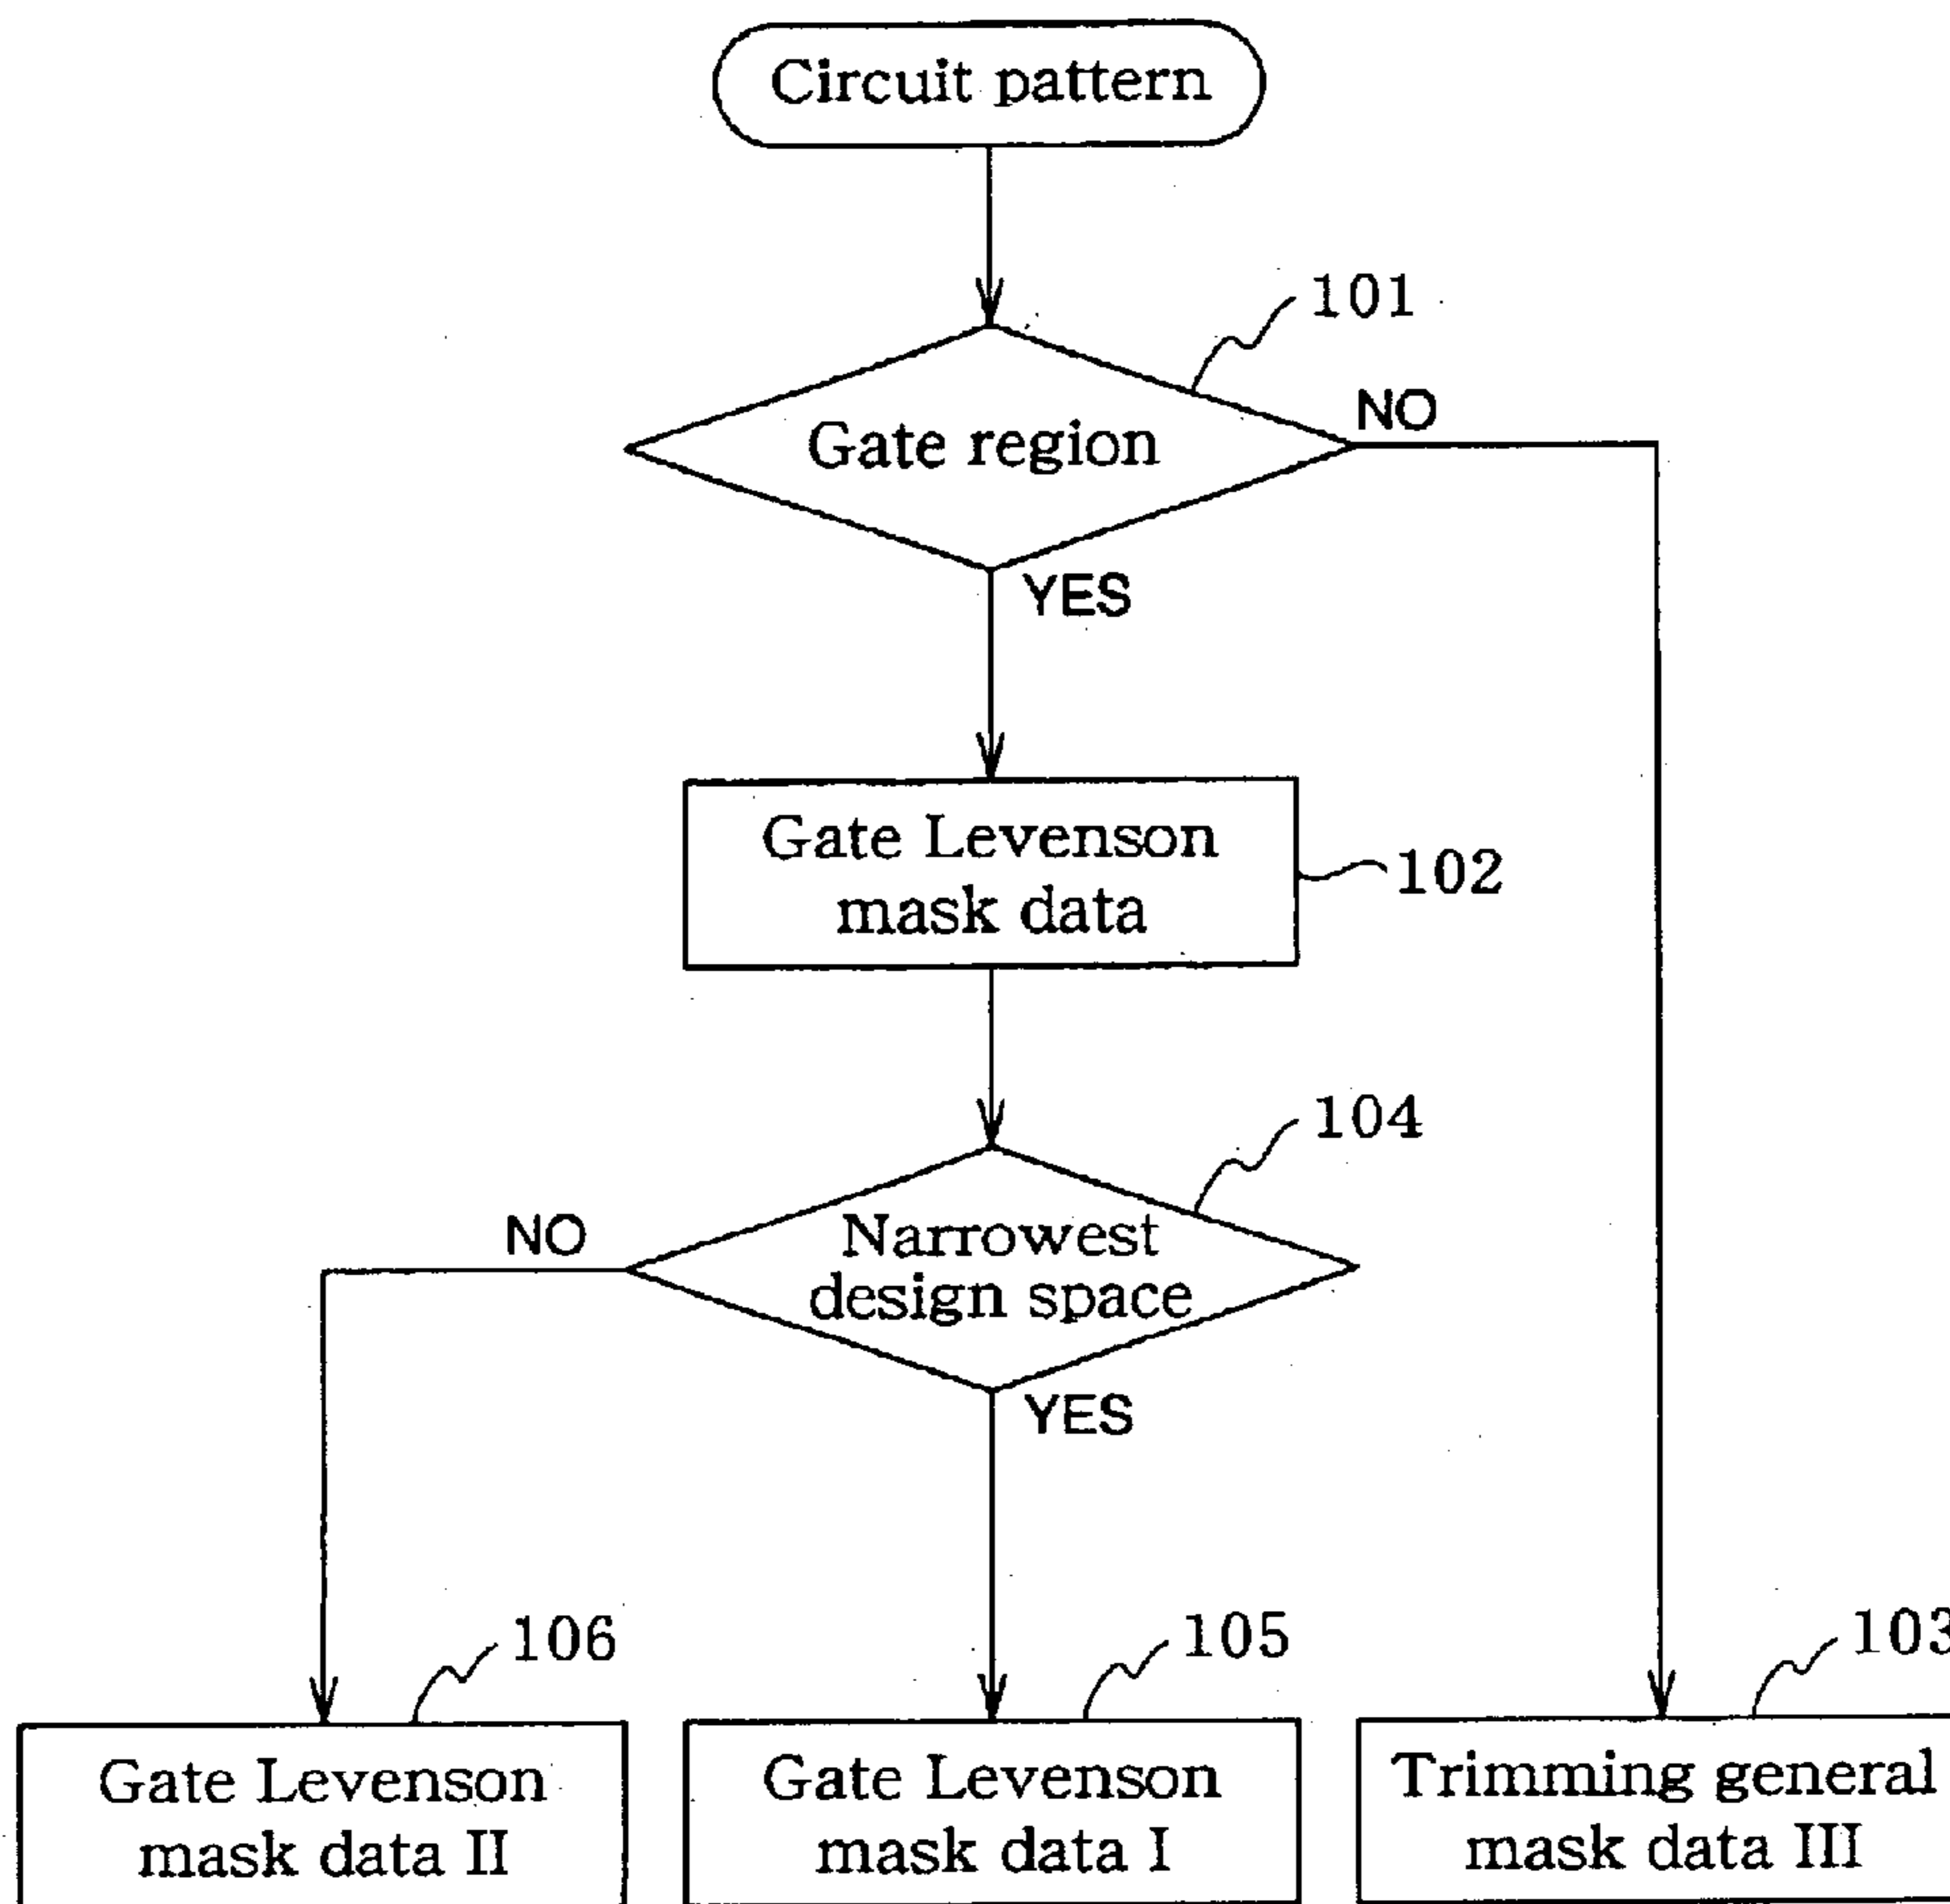 Circuit pattern
101
Gate region
NO
YES
Gate Levenson
mask data
102
104
Narrowest
design space
NO
YES
106
105
103
Gate Levenson
mask data II
Gate Levenson
mask data I
Trimming general
mask data III